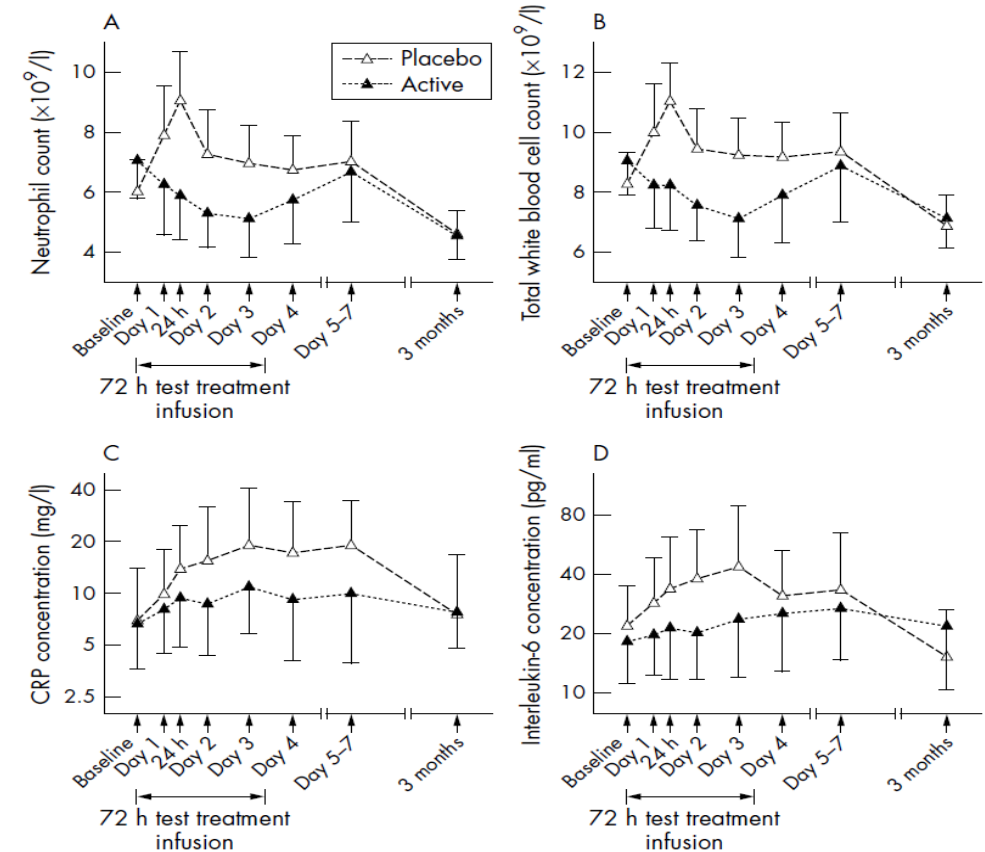 A
Neutrophil count (×10⁹/l)
10
8
6
4
Placebo
Active
Baseline
Day 1
24 h
Day 2
Day 3
Day 4
Day 5–7
3 months
72 h test treatment
infusion
B
Total white blood cell count (×10⁹/l)
12
10
8
6
Baseline
Day 1
24 h
Day 2
Day 3
Day 4
Day 5–7
3 months
72 h test treatment
infusion
C
CRP concentration (mg/l)
40
20
10
5
2.5
Baseline
Day 1
24 h
Day 2
Day 3
Day 4
Day 5–7
3 months
72 h test treatment
infusion
D
Interleukin-6 concentration (pg/ml)
80
40
20
10
Baseline
Day 1
24 h
Day 2
Day 3
Day 4
Day 5–7
3 months
72 h test treatment
infusion